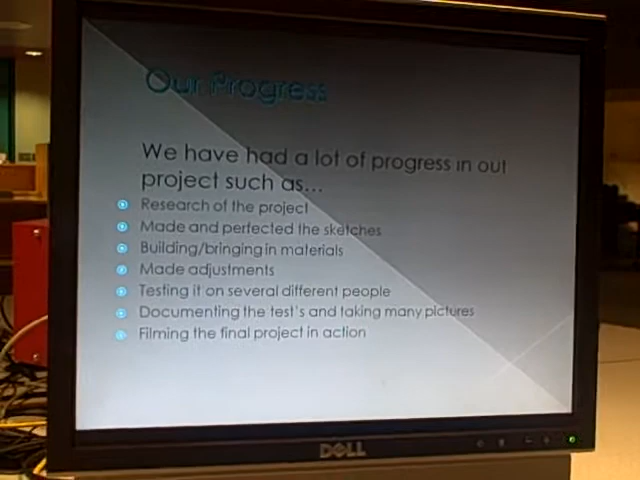 Our Progress
We have had a lot of progress in out
project such as...
Research of the project
Made and perfected the sketches
Building/bringing in materials
Made adjustments
Testing it on several different people
Documenting the test's and taking many pictures
Filming the final project in action
DELL